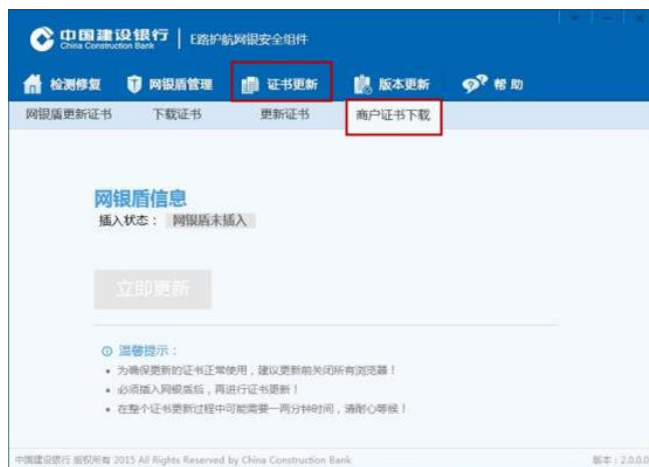 中国建设银行
China Construction Bank
E路护航网银安全组件
检测修复 网银盾管理 证书更新 版本更新 帮助
网银盾更新证书 下载证书 更新证书 商户证书下载
网银盾信息
插入状态： 网银盾未插入
立即更新
温馨提示：
为确保更新的证书正常使用，建议更新前关闭所有浏览器！
必须插入网银盾后，再进行证书更新！
在整个证书更新过程中可能需要一两分钟时间，请耐心等候！
中国建设银行 版权所有 2015 All Rights Reserved by China Construction Bank 版本：2.0.0.0